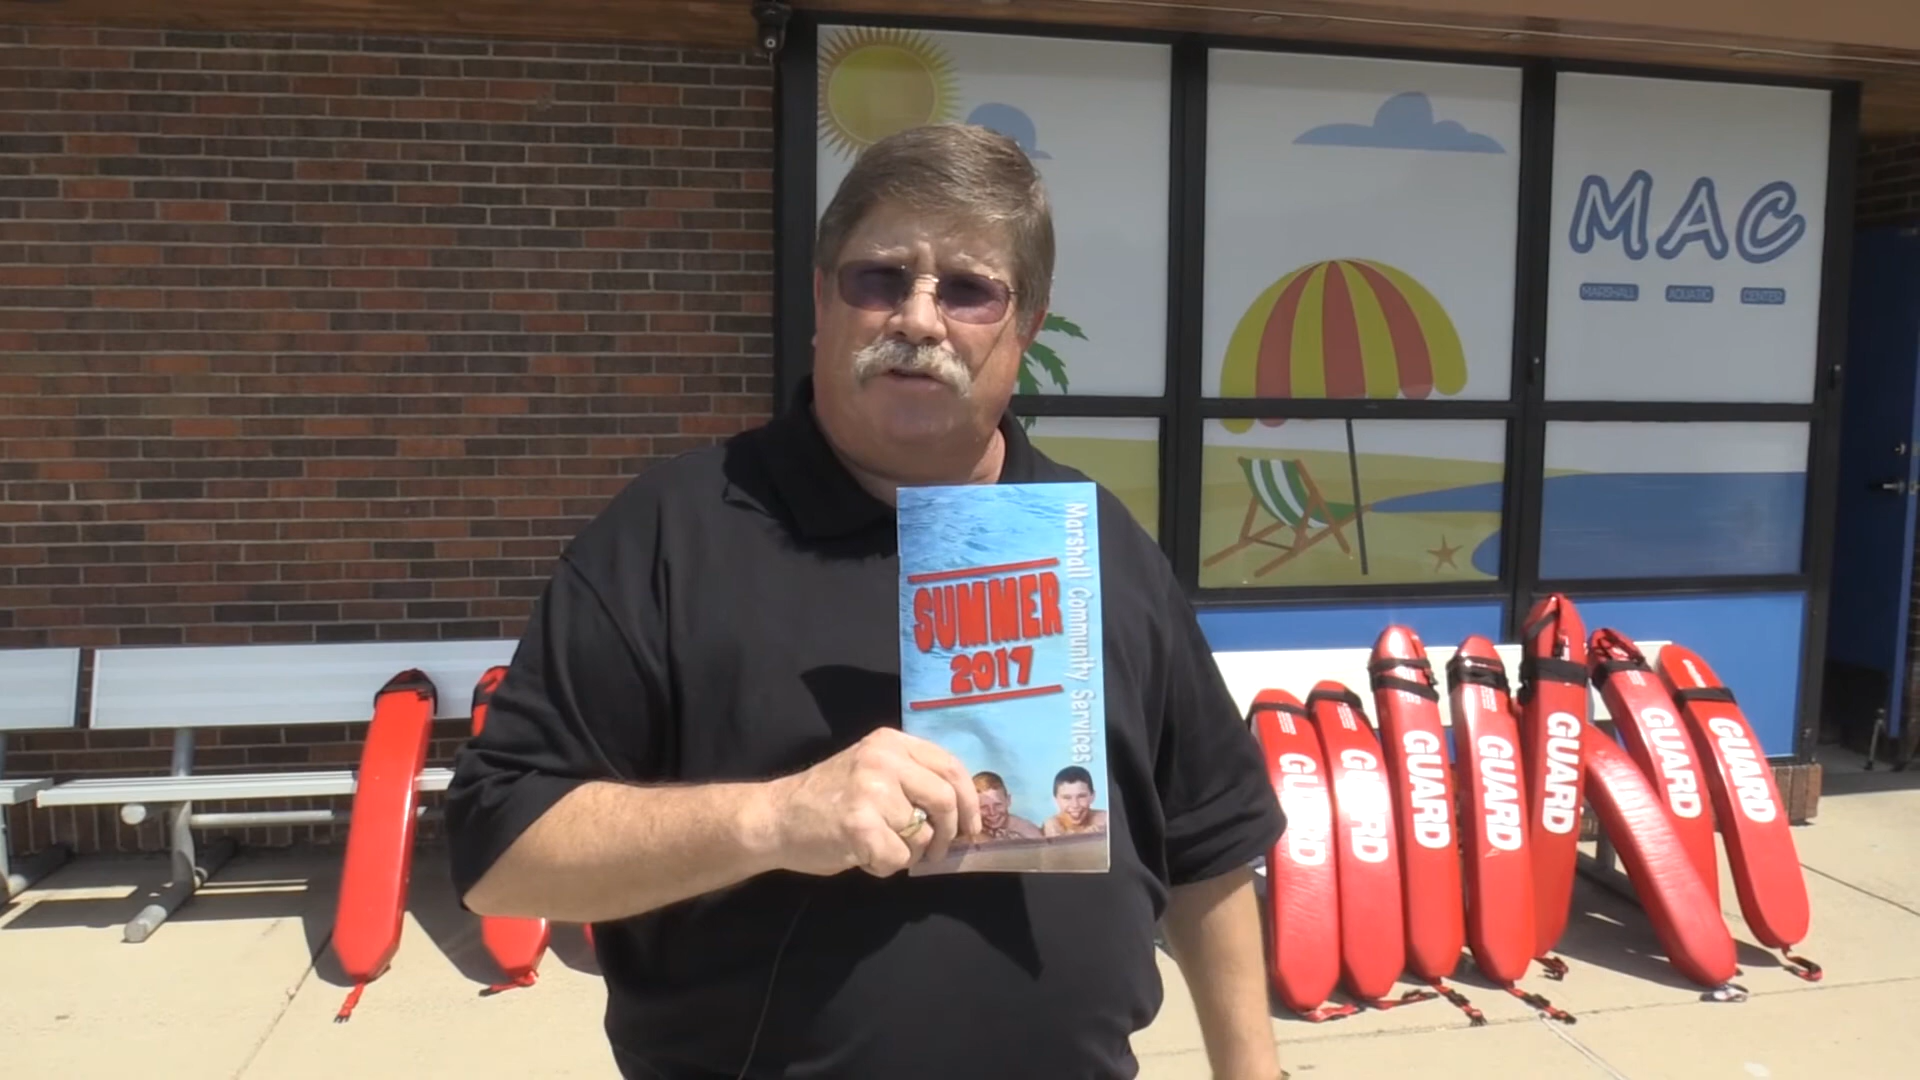 MAC
MARSHALL AQUATIC CENTER
Marshall Community Services
SUMMER
2017
GUARD
GUARD
GUARD
GUARD
GUARD
GUARD
GUARD